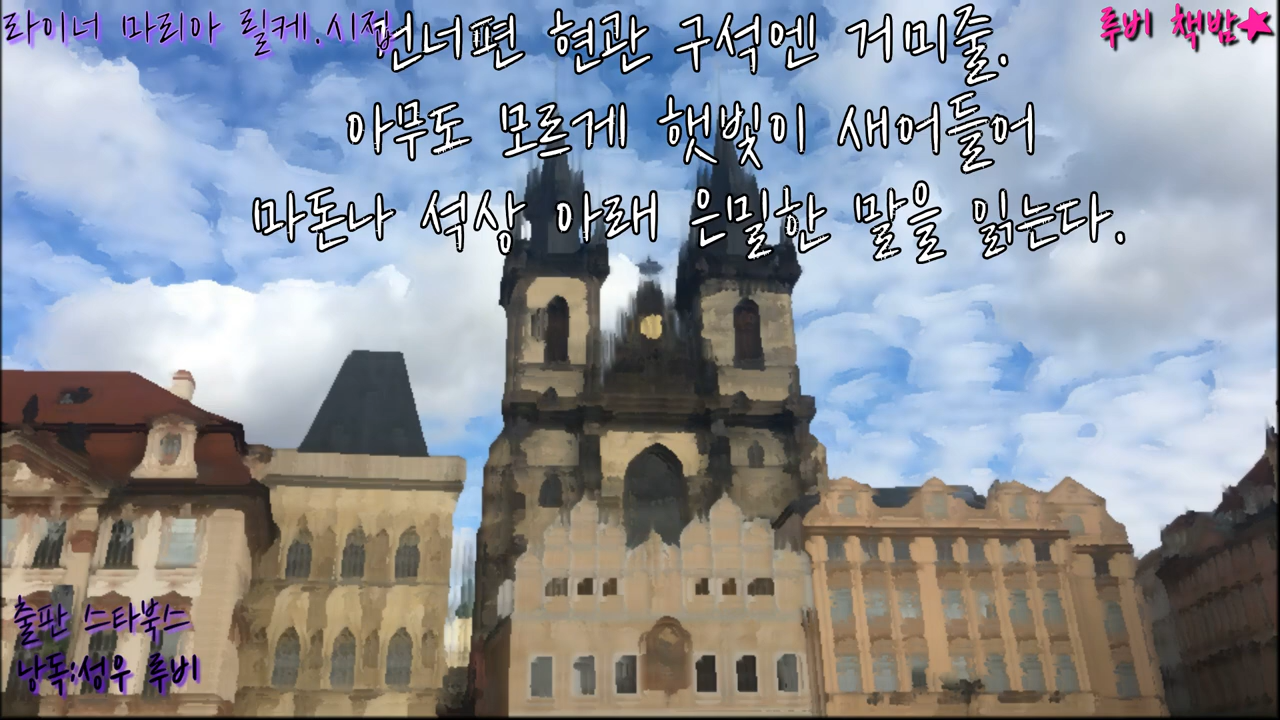 라이너 마리아 릴케.시집
루비 책밤★
건너편 현관 구석엔 거미줄.
아무도 모르게 햇빛이 새어들어
마돈나 석상 아래 은밀한 말을 읽는다.
출판 스타북스
낭독:성우 루비